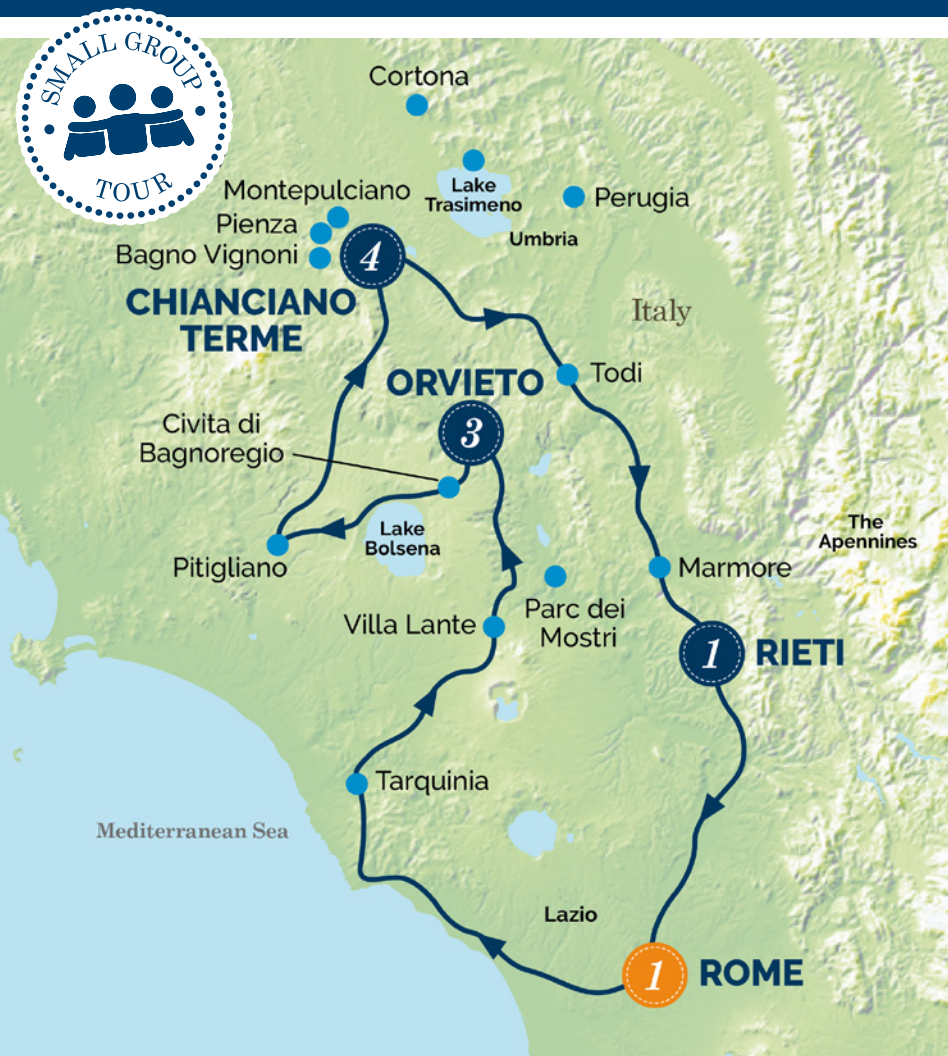 SMALL GROUP
TOUR
Cortona
Lake
Trasimeno
Perugia
Umbria
Montepulciano
Pienza
Bagno Vignoni
4
CHIANCIANO
TERME
Italy
ORVIETO
3
Todi
Civita di
Bagnoregio
Lake
Bolsena
The
Apennines
Pitigliano
Marmore
Parc dei
Mostri
Villa Lante
1
RIETI
Tarquinia
Mediterranean Sea
Lazio
1
ROME